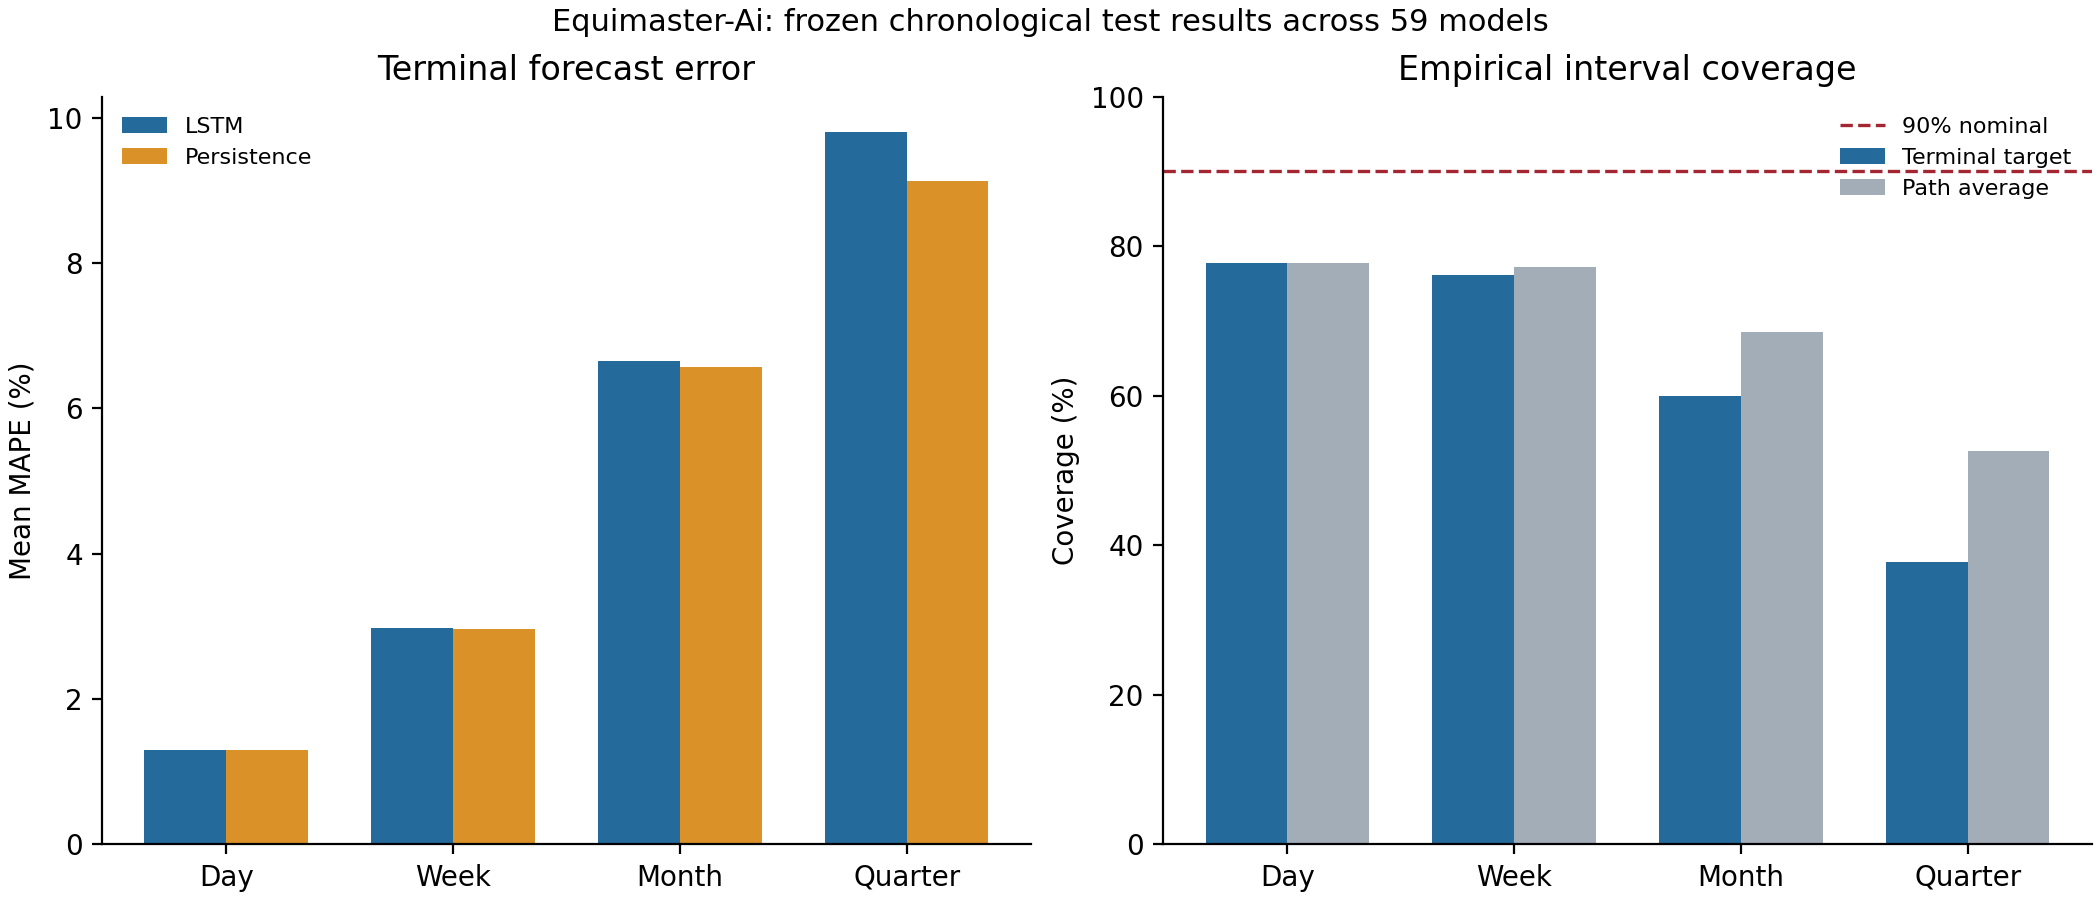 Equimaster-Ai: frozen chronological test results across 59 models
Terminal forecast error
LSTM
Persistence
Mean MAPE (%)
10
8
6
4
2
0
Day
Week
Month
Quarter
Empirical interval coverage
90% nominal
Terminal target
Path average
Coverage (%)
100
80
60
40
20
0
Day
Week
Month
Quarter